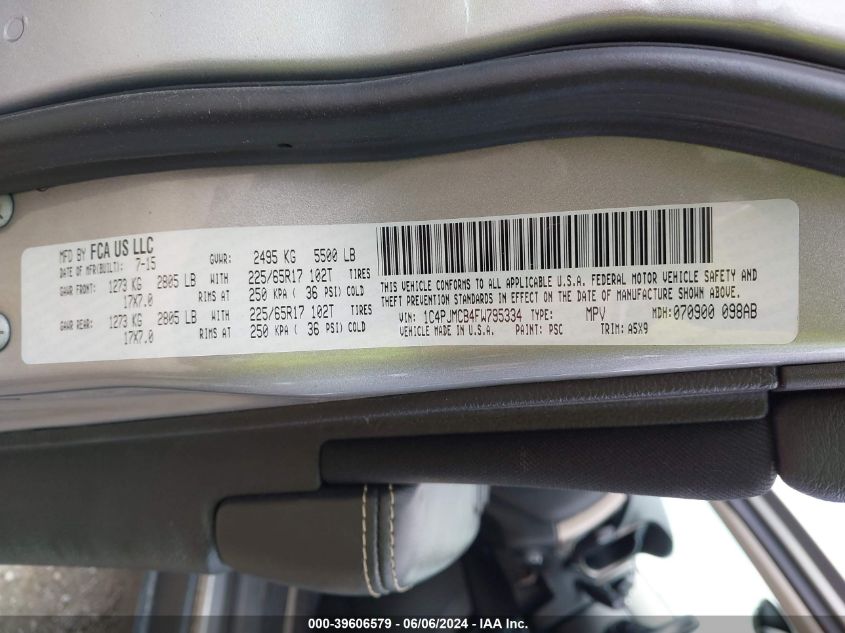 MFD BY FCA US LLC
DATE OF MFR(BUILT): 7-15 GVWR: 2495 KG 5500 LB
GAWR FRONT: 1273 KG 2805 LB WITH 225/65R17 102T TIRES
17X7.0 RIMS AT 250 KPA ( 36 PSI) COLD
GAWR REAR: 1273 KG 2805 LB WITH 225/65R17 102T TIRES
17X7.0 RIMS AT 250 KPA ( 36 PSI) COLD
THIS VEHICLE CONFORMS TO ALL APPLICABLE U.S.A. FEDERAL MOTOR VEHICLE SAFETY AND
THEFT PREVENTION STANDARDS IN EFFECT ON THE DATE OF MANUFACTURE SHOWN ABOVE.
VIN: 1C4PJMCB4FW795334 TYPE: MPV MDH:070900 098AB
VEHICLE MADE IN U.S.A. PAINT: PSC TRIM: A5X9
000-39606579 - 06/06/2024 - IAA Inc.